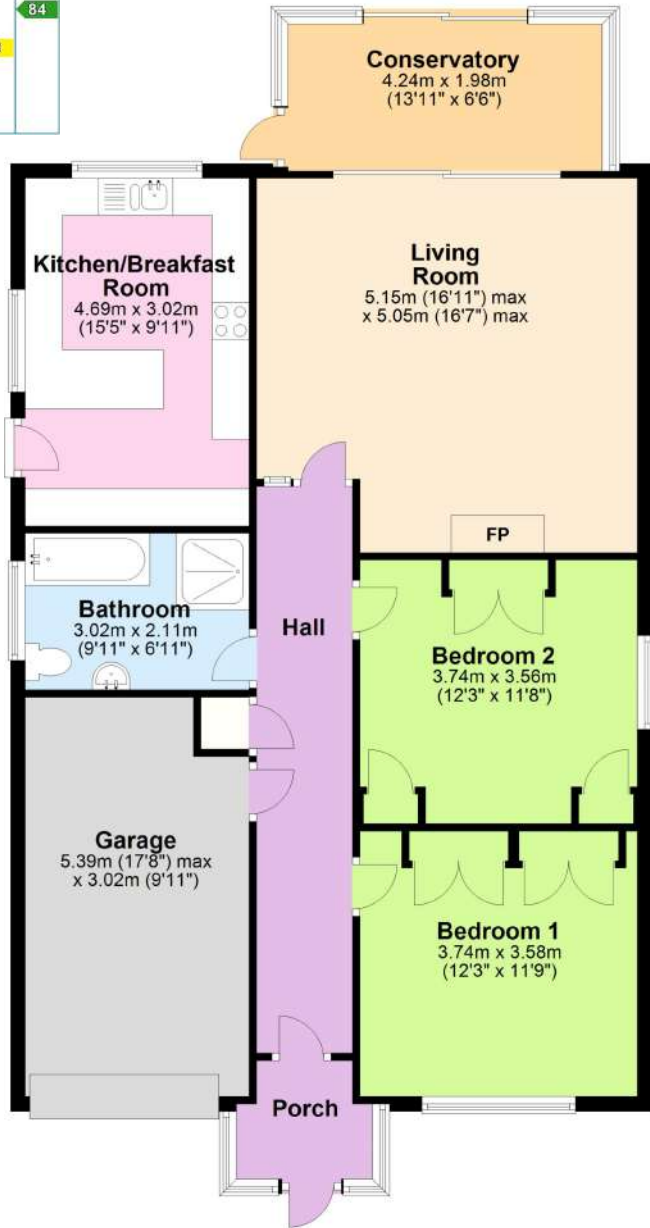 84
Conservatory
4.24m x 1.98m
(13'11" x 6'6")
Kitchen/Breakfast
Room
4.69m x 3.02m
(15'5" x 9'11")
Living
Room
5.15m (16'11") max
x 5.05m (16'7") max
FP
Bathroom
3.02m x 2.11m
(9'11" x 6'11")
Hall
Bedroom 2
3.74m x 3.56m
(12'3" x 11'8")
Garage
5.39m (17'8") max
x 3.02m (9'11")
Bedroom 1
3.74m x 3.58m
(12'3" x 11'9")
Porch